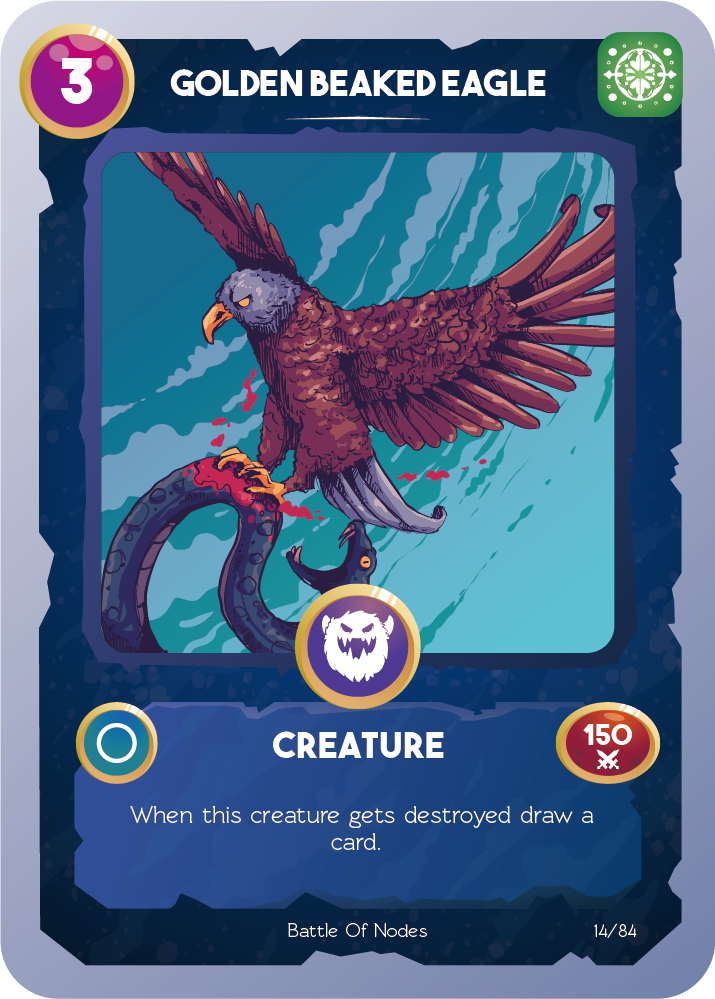 3
GOLDEN BEAKED EAGLE
CREATURE
150
When this creature gets destroyed draw a
card.
Battle Of Nodes
14/84